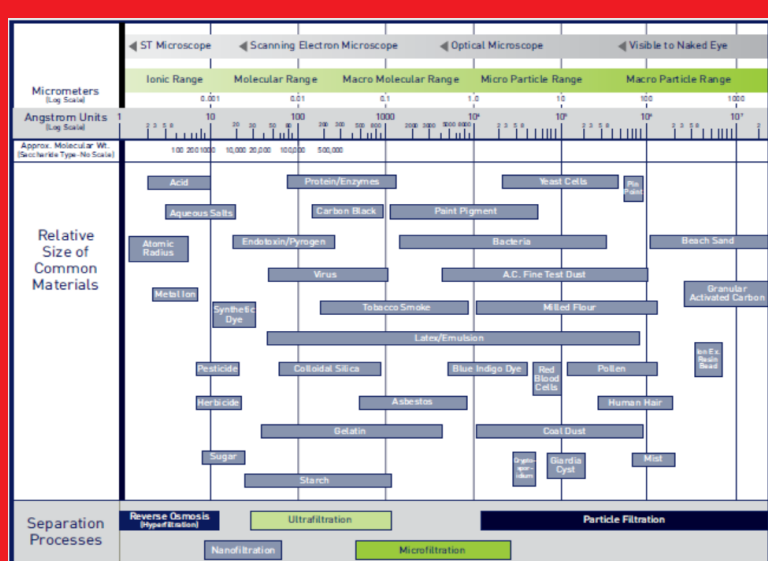 ST Microscope Scanning Electron Microscope Optical Microscope Visible to Naked Eye
Ionic Range Molecular Range Macro Molecular Range Micro Particle Range Macro Particle Range
Micrometers
(Log Scale)
0.001 0.01 0.1 1.0 10 100 1000
Angstrom Units
(Log Scale)
1 10 100 1000
Approx. Molecular Wt.
(Saccharide Type-No Scale)
100 200 1000 10,000 20,000 100,000 500,000
Relative
Size of
Common
Materials
Acid Protein/Enzymes Yeast Cells Pin
Point
Aqueous Salts Carbon Black Paint Pigment
Atomic
Radius
Endotoxin/Pyrogen Bacteria Beach Sand
Virus A.C. Fine Test Dust
Metal Ion Granular
Activated Carbon
Synthetic
Dye
Tobacco Smoke Milled Flour
Latex/Emulsion
Ion Ex.
Resin
Bead
Pesticide Colloidal Silica Blue Indigo Dye Red
Blood
Cells
Pollen
Herbicide Asbestos Human Hair
Gelatin Coal Dust
Sugar Giardia
Cyst
Mist
Starch
Separation
Processes
Reverse Osmosis
(Hyperfiltration)
Ultrafiltration Particle Filtration
Nanofiltration Microfiltration